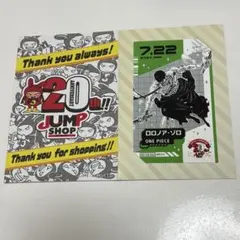 Thank you always!
20th!!
JUMP
SHOP
Thank you for shopping!!
7.22
ロロノア・ゾロ
ONE PIECE